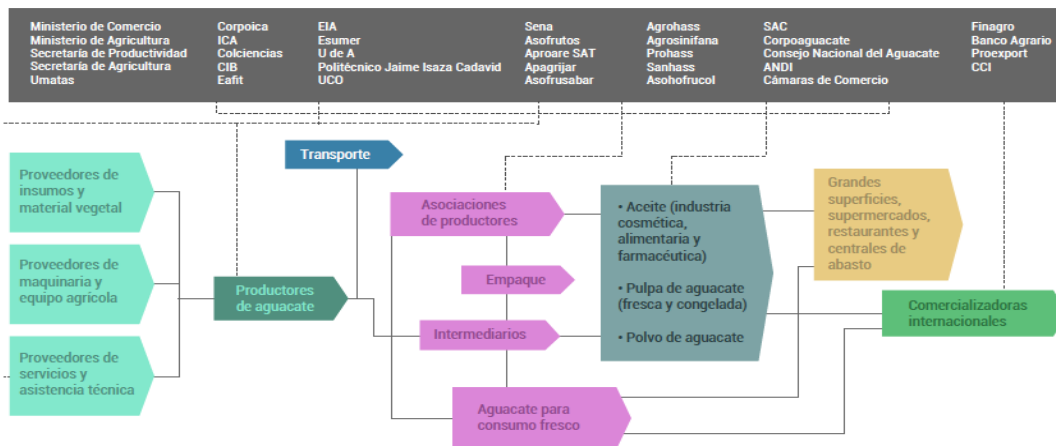 Ministerio de Comercio
Ministerio de Agricultura
Secretaría de Productividad
Secretaría de Agricultura
Umatas
Corpoica
ICA
Colciencias
CIB
Eafit
EIA
Esumer
U de A
Politécnico Jaime Isaza Cadavid
UCO
Sena
Asofrutos
Aproare SAT
Apagrijar
Asofrusabar
Agrohass
Agrosinifana
Prohass
Sanhass
Asohofrucol
SAC
Corpoaguacate
Consejo Nacional del Aguacate
ANDI
Cámaras de Comercio
Finagro
Banco Agrario
Proexport
CCI
Proveedores de
insumos y
material vegetal
Proveedores de
maquinaria y
equipo agrícola
Proveedores de
servicios y
asistencia técnica
Productores
de aguacate
Transporte
Asociaciones
de productores
Empaque
Intermediarios
Aguacate para
consumo fresco
• Aceite (industria
cosmética,
alimentaria y
farmacéutica)
• Pulpa de aguacate
(fresca y congelada)
• Polvo de aguacate
Grandes
superficies,
supermercados,
restaurantes y
centrales de
abasto
Comercializadoras
internacionales